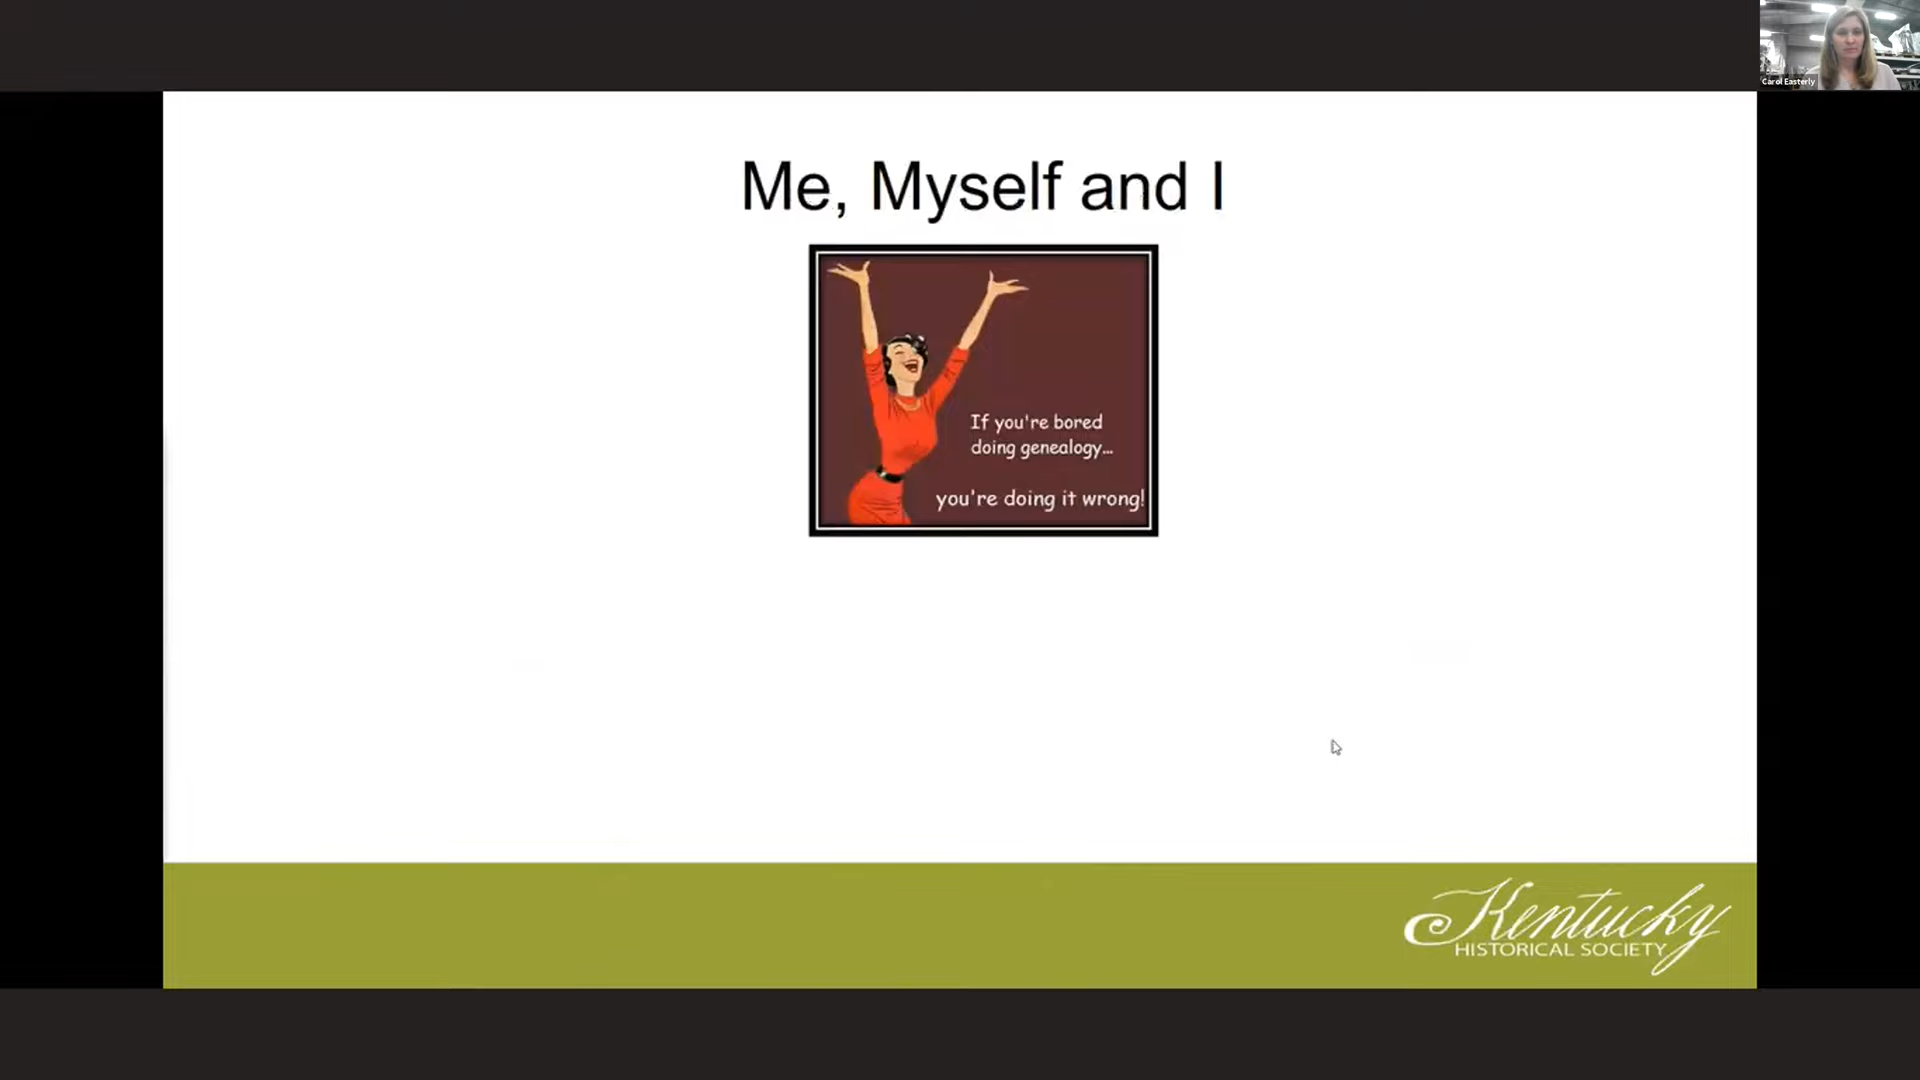 Carol Easterly
Me, Myself and I
If you're bored
doing genealogy...
you're doing it wrong!
Kentucky
HISTORICAL SOCIETY